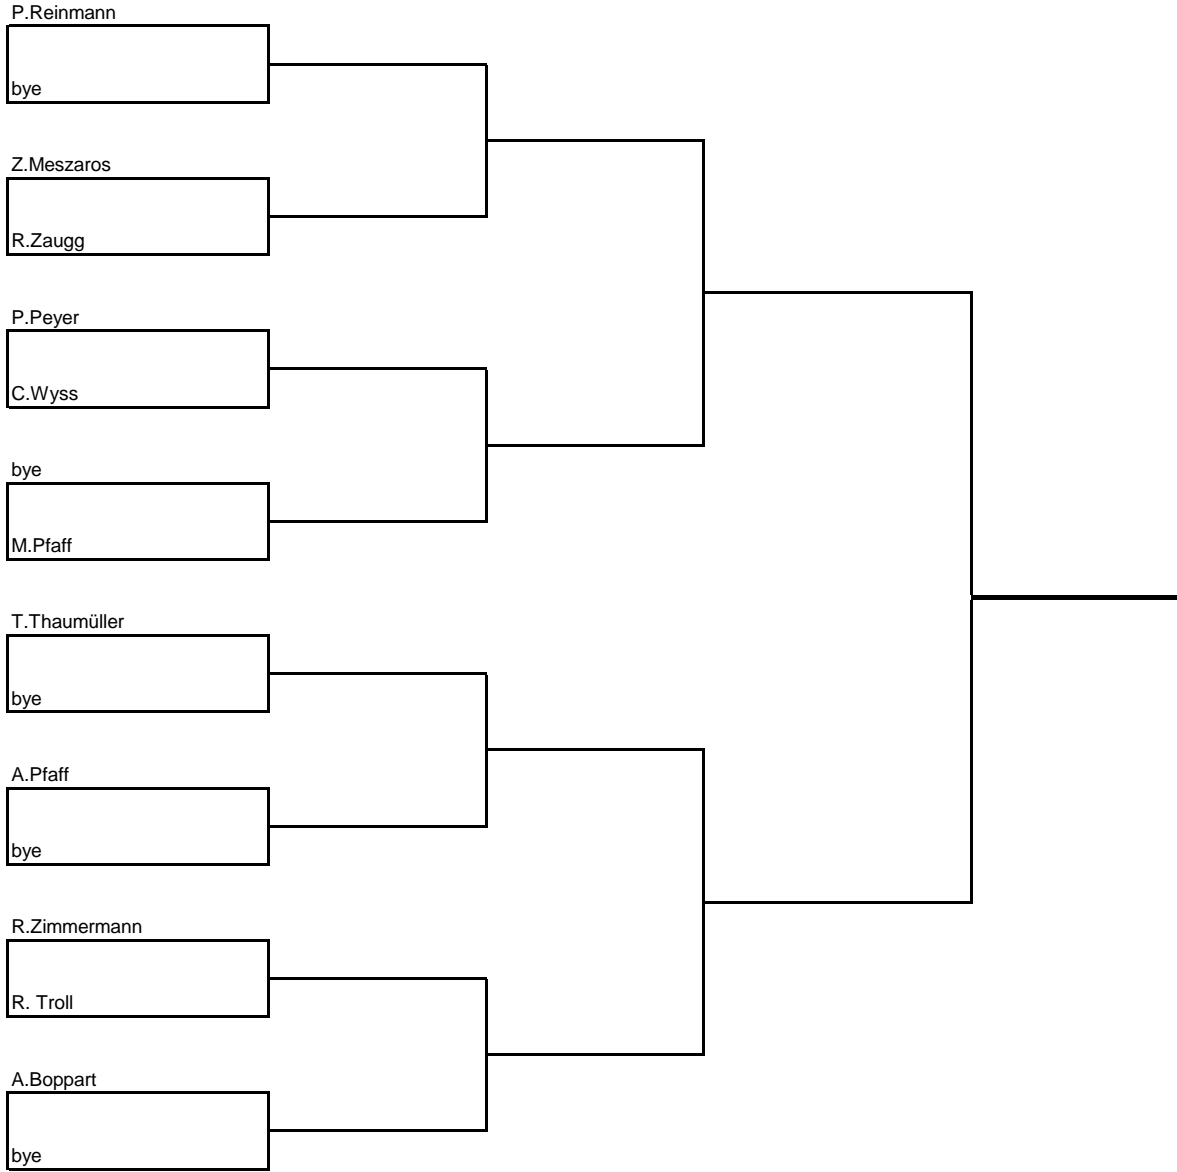 P.Reinmann
bye
Z.Meszaros
R.Zaugg
P.Peyer
C.Wyss
bye
M.Pfaff
T.Thaumüller
bye
A.Pfaff
bye
R.Zimmermann
R. Troll
A.Boppart
bye